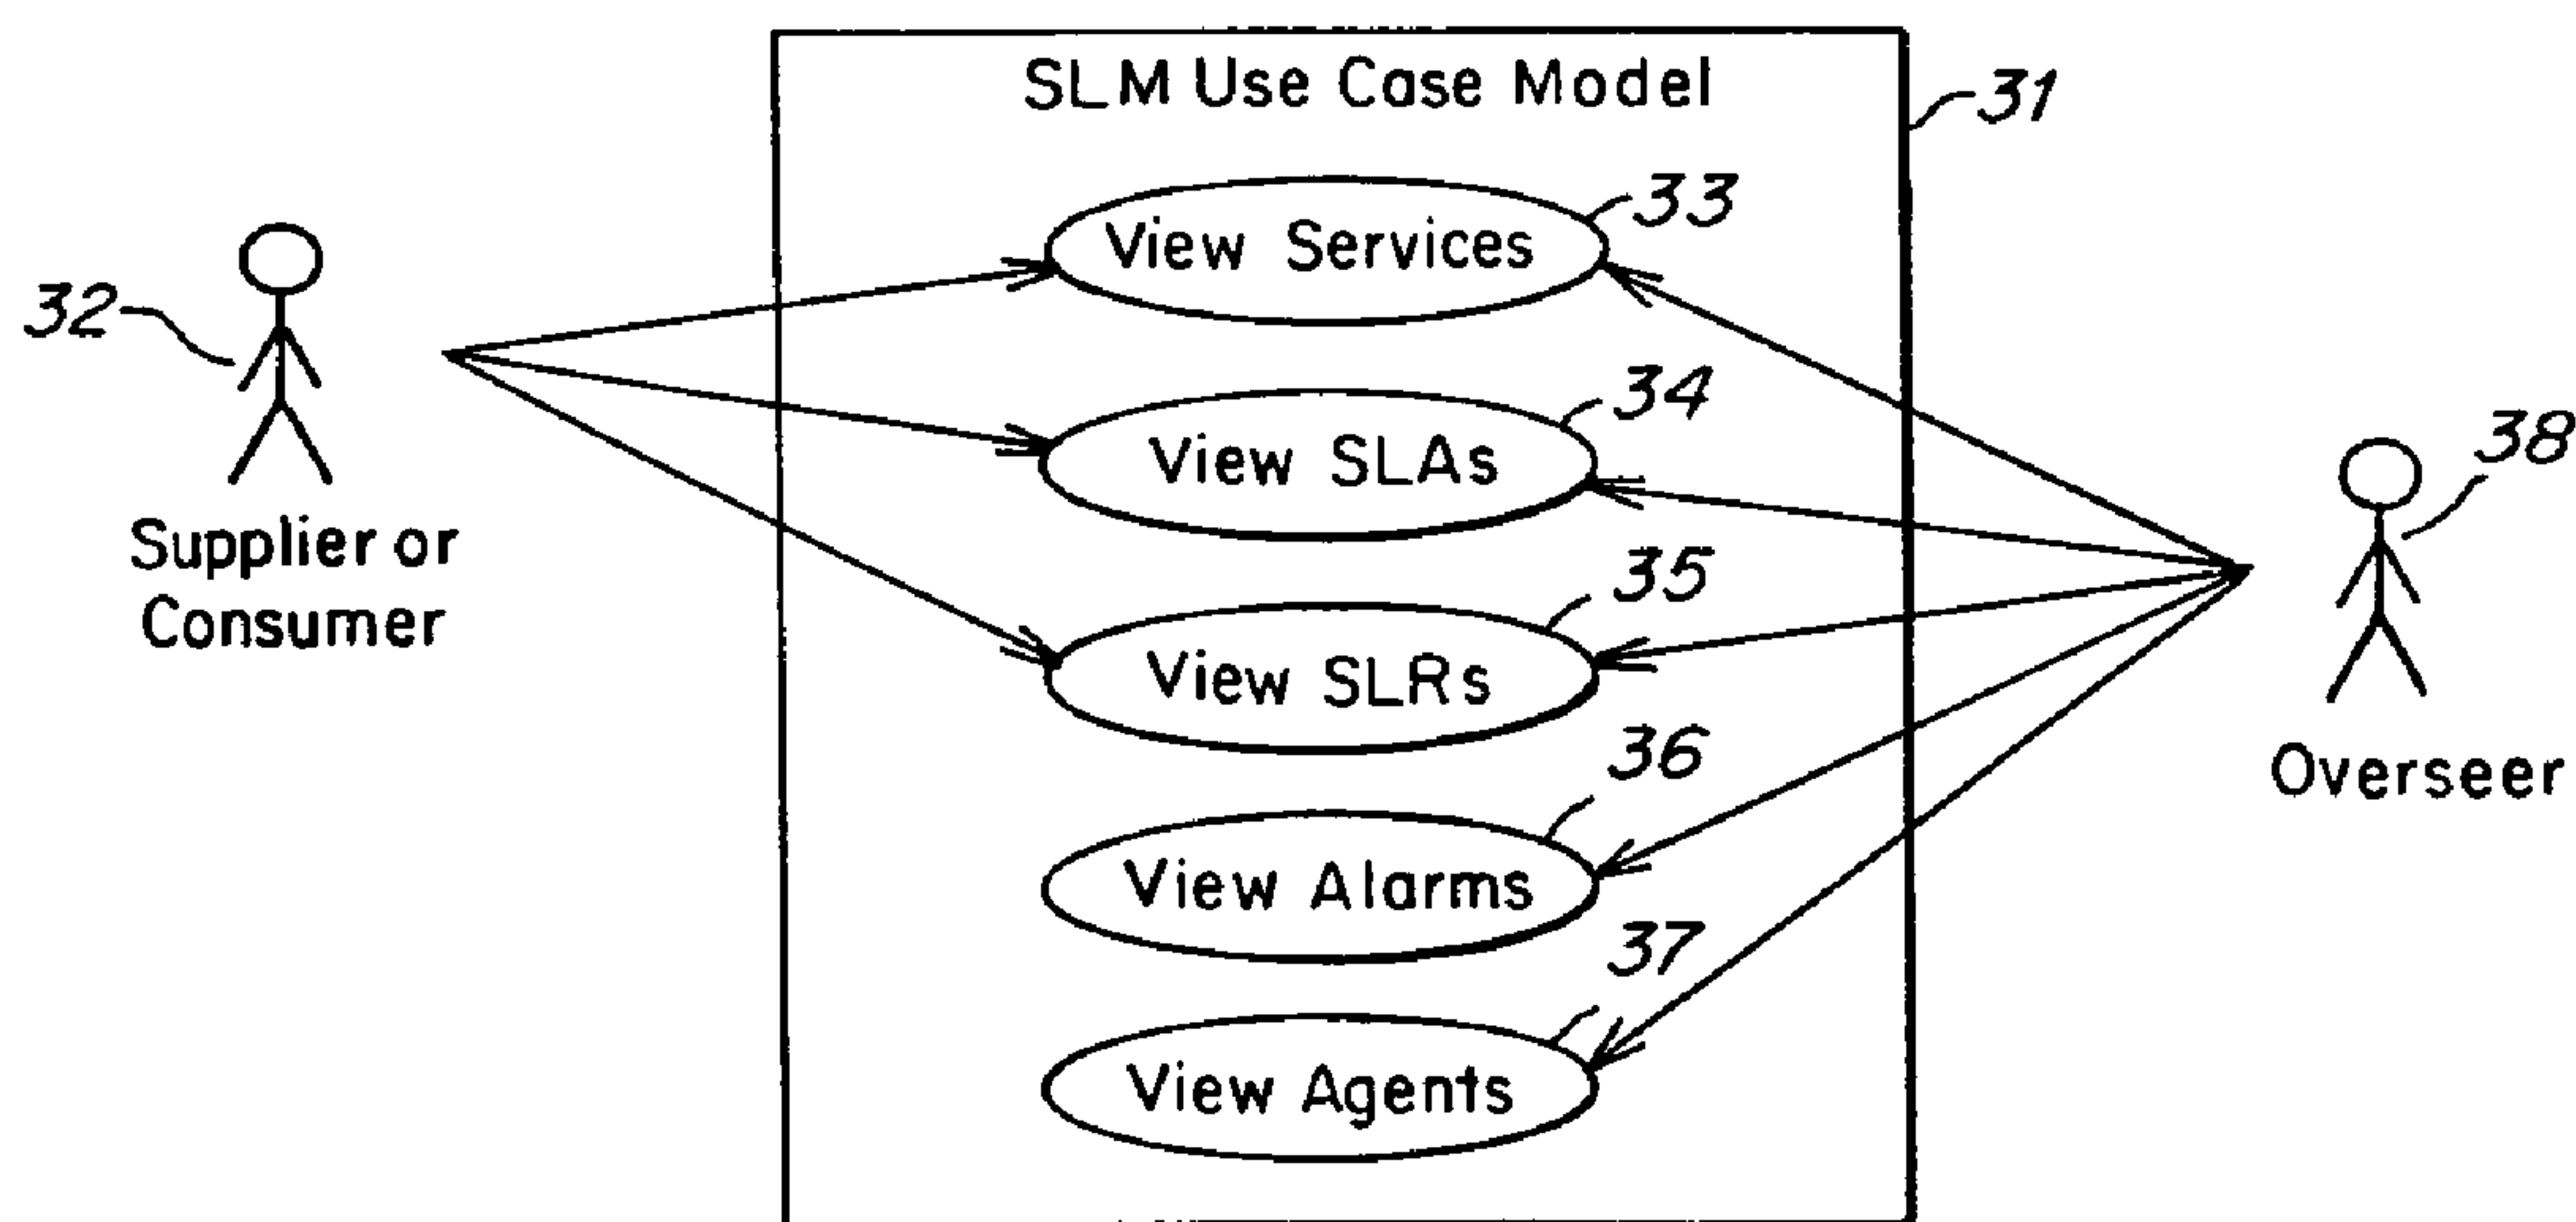 SLM Use Case Model
31
33
View Services
32
34
View SLAs
38
Supplier or
Consumer
35
View SLRs
36
Overseer
View Alarms
37
View Agents